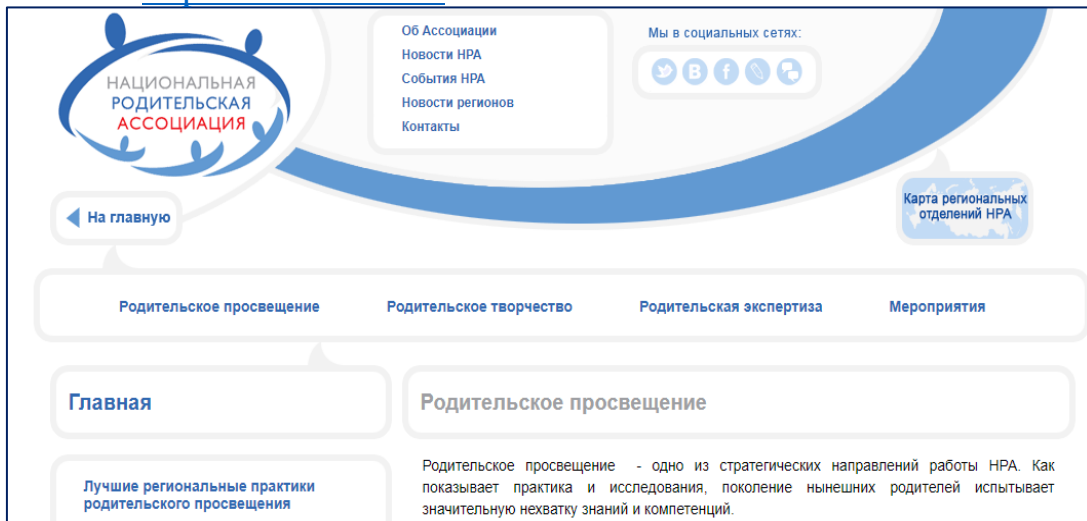 НАЦИОНАЛЬНАЯ
РОДИТЕЛЬСКАЯ
АССОЦИАЦИЯ
Об Ассоциации
Новости НРА
События НРА
Новости регионов
Контакты
Мы в социальных сетях:
На главную
Карта региональных
отделений НРА
Родительское просвещение
Родительское творчество
Родительская экспертиза
Мероприятия
Главная
Родительское просвещение
Лучшие региональные практики
родительского просвещения
Родительское просвещение - одно из стратегических направлений работы НРА. Как
показывает практика и исследования, поколение нынешних родителей испытывает
значительную нехватку знаний и компетенций.